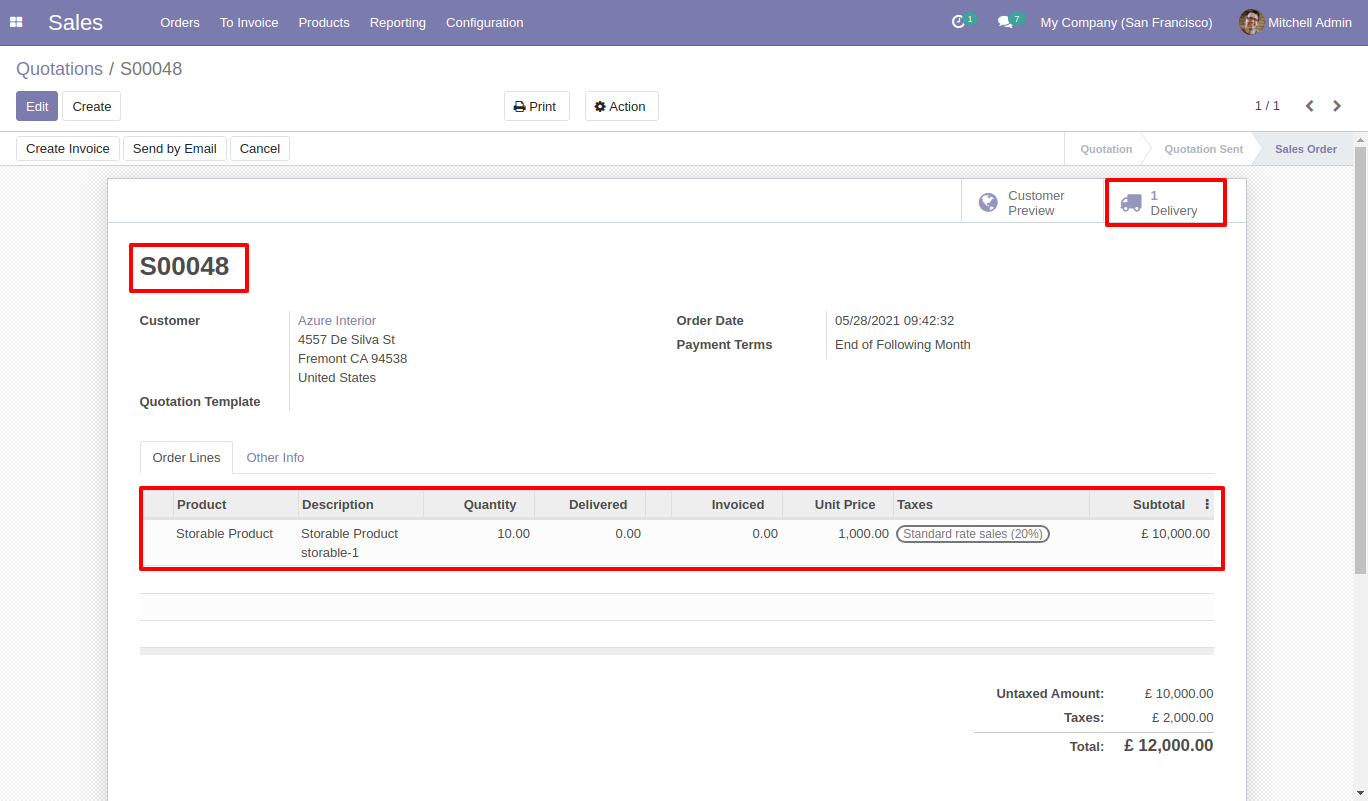 Sales Orders To Invoice Products Reporting Configuration 1 7 My Company (San Francisco) Mitchell Admin
Quotations / S00048
Edit Create Print Action 1 / 1
Create Invoice Send by Email Cancel Quotation Quotation Sent Sales Order
Customer Preview
1 Delivery
S00048
Customer Azure Interior
4557 De Silva St
Fremont CA 94538
United States
Quotation Template
Order Date 05/28/2021 09:42:32
Payment Terms End of Following Month
Order Lines Other Info
Product Description Quantity Delivered Invoiced Unit Price Taxes Subtotal
Storable Product Storable Product 10.00 0.00 0.00 1,000.00 Standard rate sales (20%) £ 10,000.00
storable-1
Untaxed Amount: £ 10,000.00
Taxes: £ 2,000.00
Total: £ 12,000.00